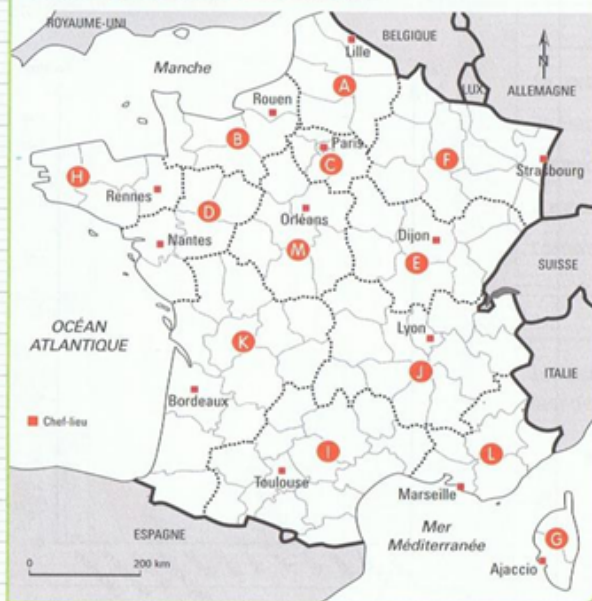 ROYAUME-UNI
BELGIQUE
Lille
N
Manche
A
LUX.
ALLEMAGNE
Rouen
B
Paris
C
F
Strasbourg
H
Rennes
D
Orléans
Nantes
M
Dijon
E
SUISSE
OCÉAN
ATLANTIQUE
K
Lyon
J
ITALIE
Bordeaux
Chef-lieu
I
L
Toulouse
Marseille
Mer
Méditerranée
G
ESPAGNE
Ajaccio
0
200 km